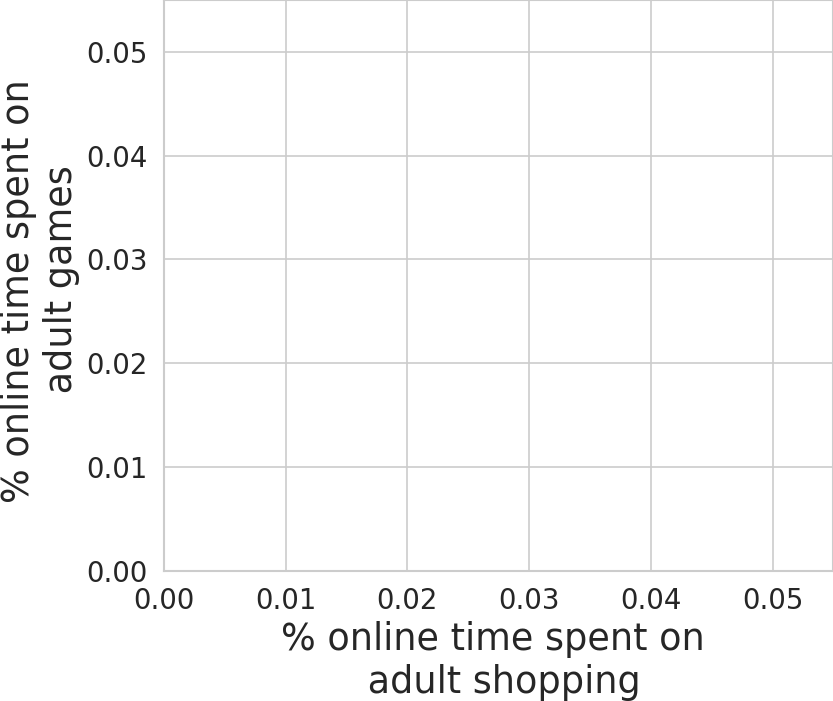 % online time spent on
adult games
0.05
0.04
0.03
0.02
0.01
0.00
0.00 0.01 0.02 0.03 0.04 0.05
% online time spent on
adult shopping